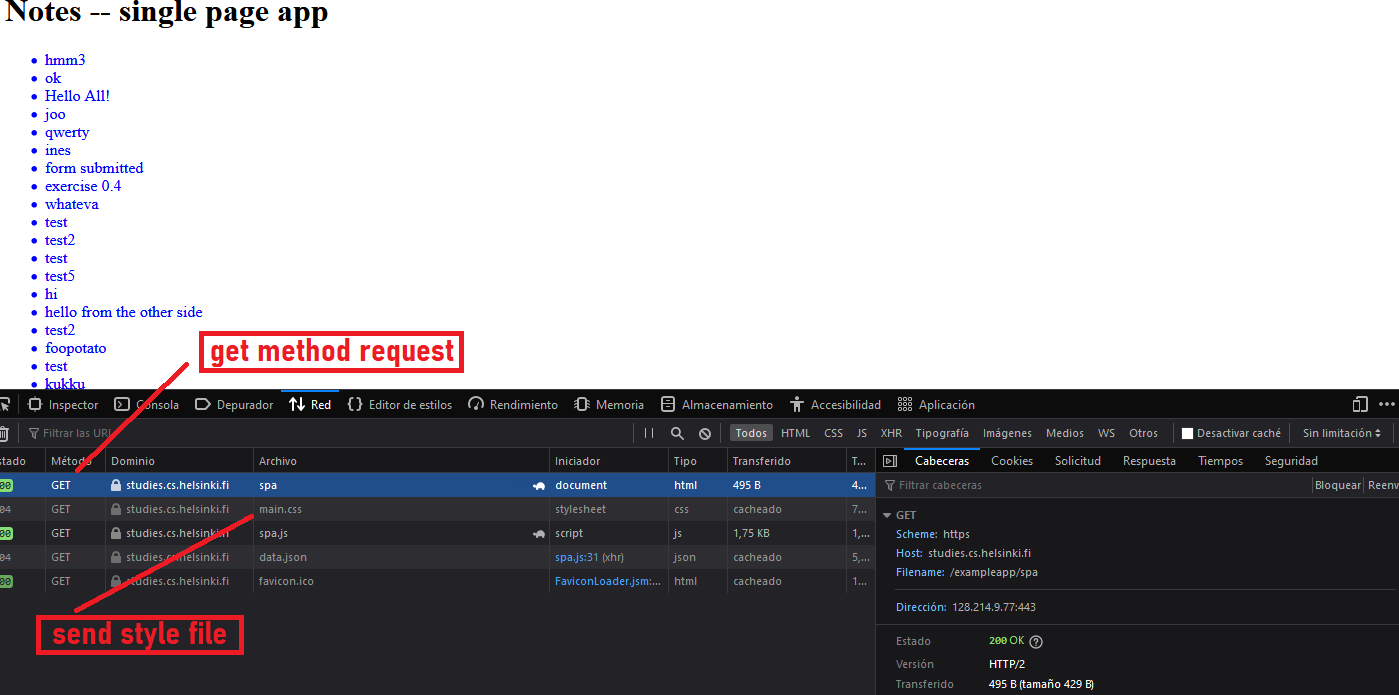 Notes -- single page app
hmm3
ok
Hello All!
joo
qwerty
ines
form submitted
exercise 0.4
whateva
test
test2
test
test5
hi
hello from the other side
test2
foopotato
test
kukku
get method request
Inspector Consola Depurador Red Editor de estilos Rendimiento Memoria Almacenamiento Accesibilidad Aplicación
Filtrar las URL Todos HTML CSS JS XHR Tipografía Imágenes Medios WS Otros Desactivar caché Sin limitación
stado Método Dominio Archivo Iniciador Tipo Transferido T...
00 GET studies.cs.helsinki.fi spa document html 495 B 4...
04 GET studies.cs.helsinki.fi main.css stylesheet css cacheado 7...
00 GET studies.cs.helsinki.fi spa.js script js 1,75 KB 1,...
04 GET studies.cs.helsinki.fi data.json spa.js:31 (xhr) json cacheado 5,...
00 GET studies.cs.helsinki.fi favicon.ico FaviconLoader.jsm:... html cacheado 1...
send style file
Cabeceras Cookies Solicitud Respuesta Tiempos Seguridad
Filtrar cabeceras Bloquear Reenv
GET
Scheme: https
Host: studies.cs.helsinki.fi
Filename: /exampleapp/spa
Dirección: 128.214.9.77:443
Estado 200 OK
Versión HTTP/2
Transferido 495 B (tamaño 429 B)